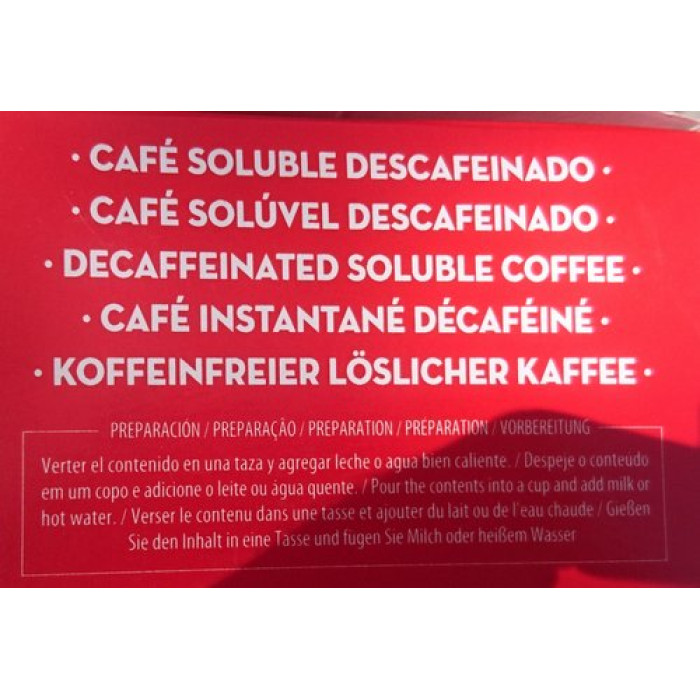 · CAFÉ SOLUBLE DESCAFEINADO ·
· CAFÉ SOLÚVEL DESCAFEINADO ·
· DECAFFEINATED SOLUBLE COFFEE ·
· CAFÉ INSTANTANÉ DÉCAFÉINÉ ·
· KOFFEINFREIER LÖSLICHER KAFFEE ·
PREPARACIÓN / PREPARAÇÃO / PREPARATION / PRÉPARATION / VORBEREITUNG
Verter el contenido en una taza y agregar leche o agua bien caliente. / Despeje o conteúdo
em um copo e adicione o leite ou água quente. / Pour the contents into a cup and add milk or
hot water. / Verser le contenu dans une tasse et ajouter du lait ou de l'eau chaude / Gießen
Sie den Inhalt in eine Tasse und fugen Sie Milch oder heißem Wasser